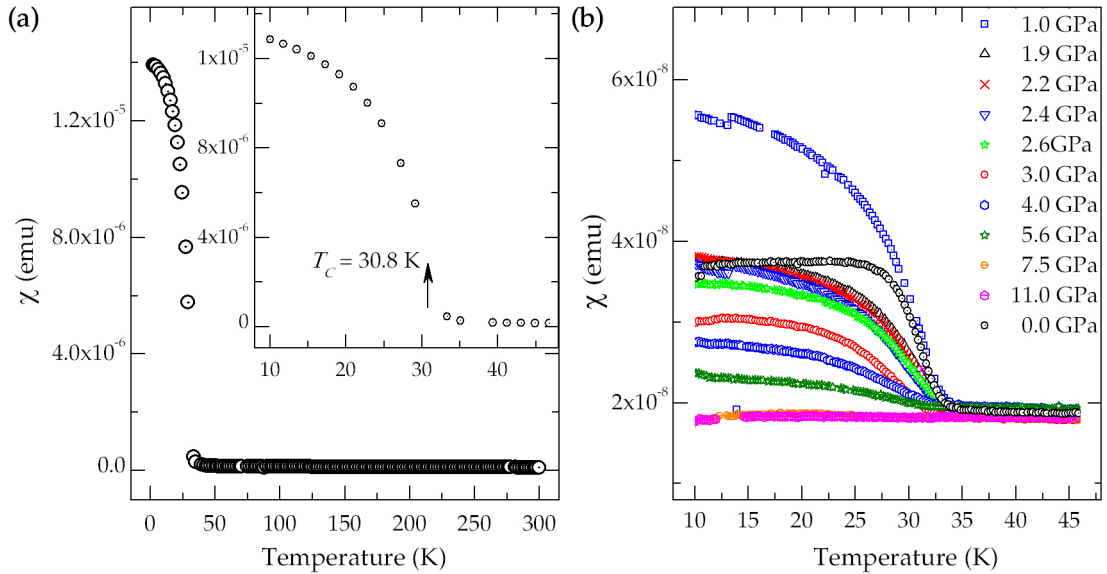 (a)
χ (emu)
1.2x10⁻⁵
8.0x10⁻⁶
4.0x10⁻⁶
0.0
0 50 100 150 200 250 300
Temperature (K)
1x10⁻⁵
8x10⁻⁶
4x10⁻⁶
0
T_C = 30.8 K
10 20 30 40
(b)
χ (emu)
6x10⁻⁸
4x10⁻⁸
2x10⁻⁸
10 15 20 25 30 35 40 45
Temperature (K)
1.0 GPa
1.9 GPa
2.2 GPa
2.4 GPa
2.6GPa
3.0 GPa
4.0 GPa
5.6 GPa
7.5 GPa
11.0 GPa
0.0 GPa